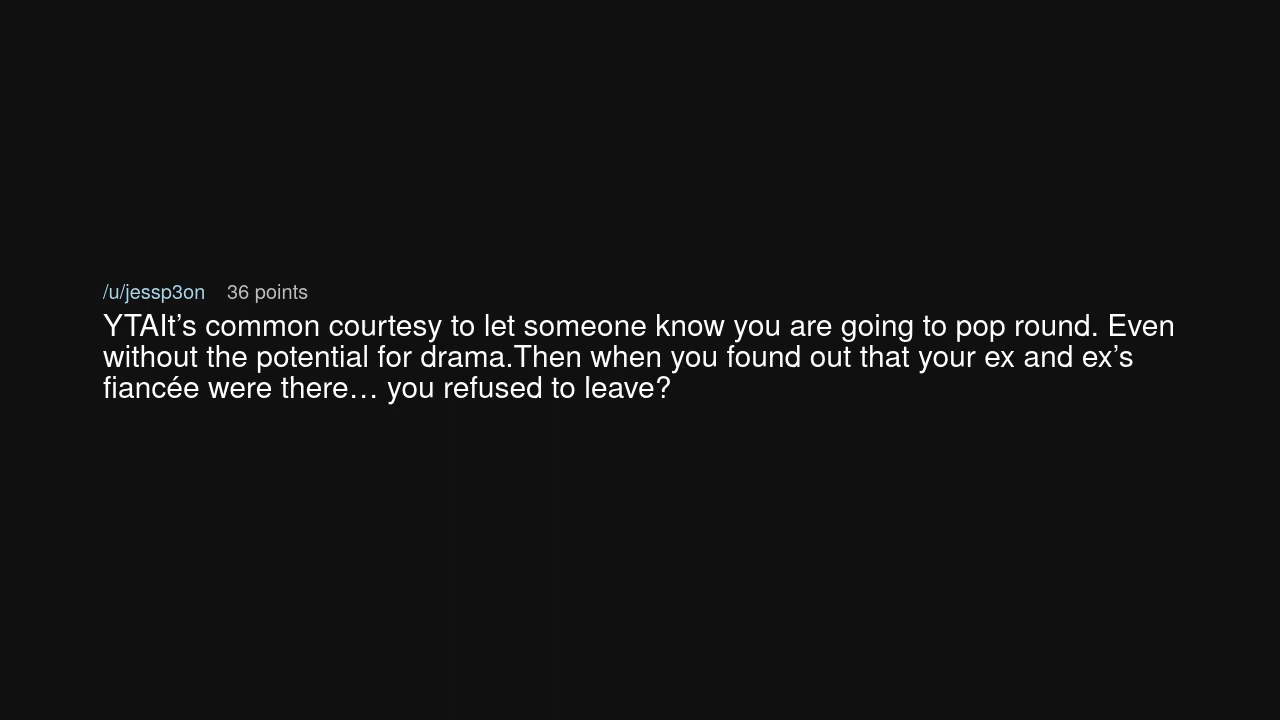 /u/jessp3on 36 points
YTAIt’s common courtesy to let someone know you are going to pop round. Even
without the potential for drama.Then when you found out that your ex and ex’s
fiancée were there… you refused to leave?